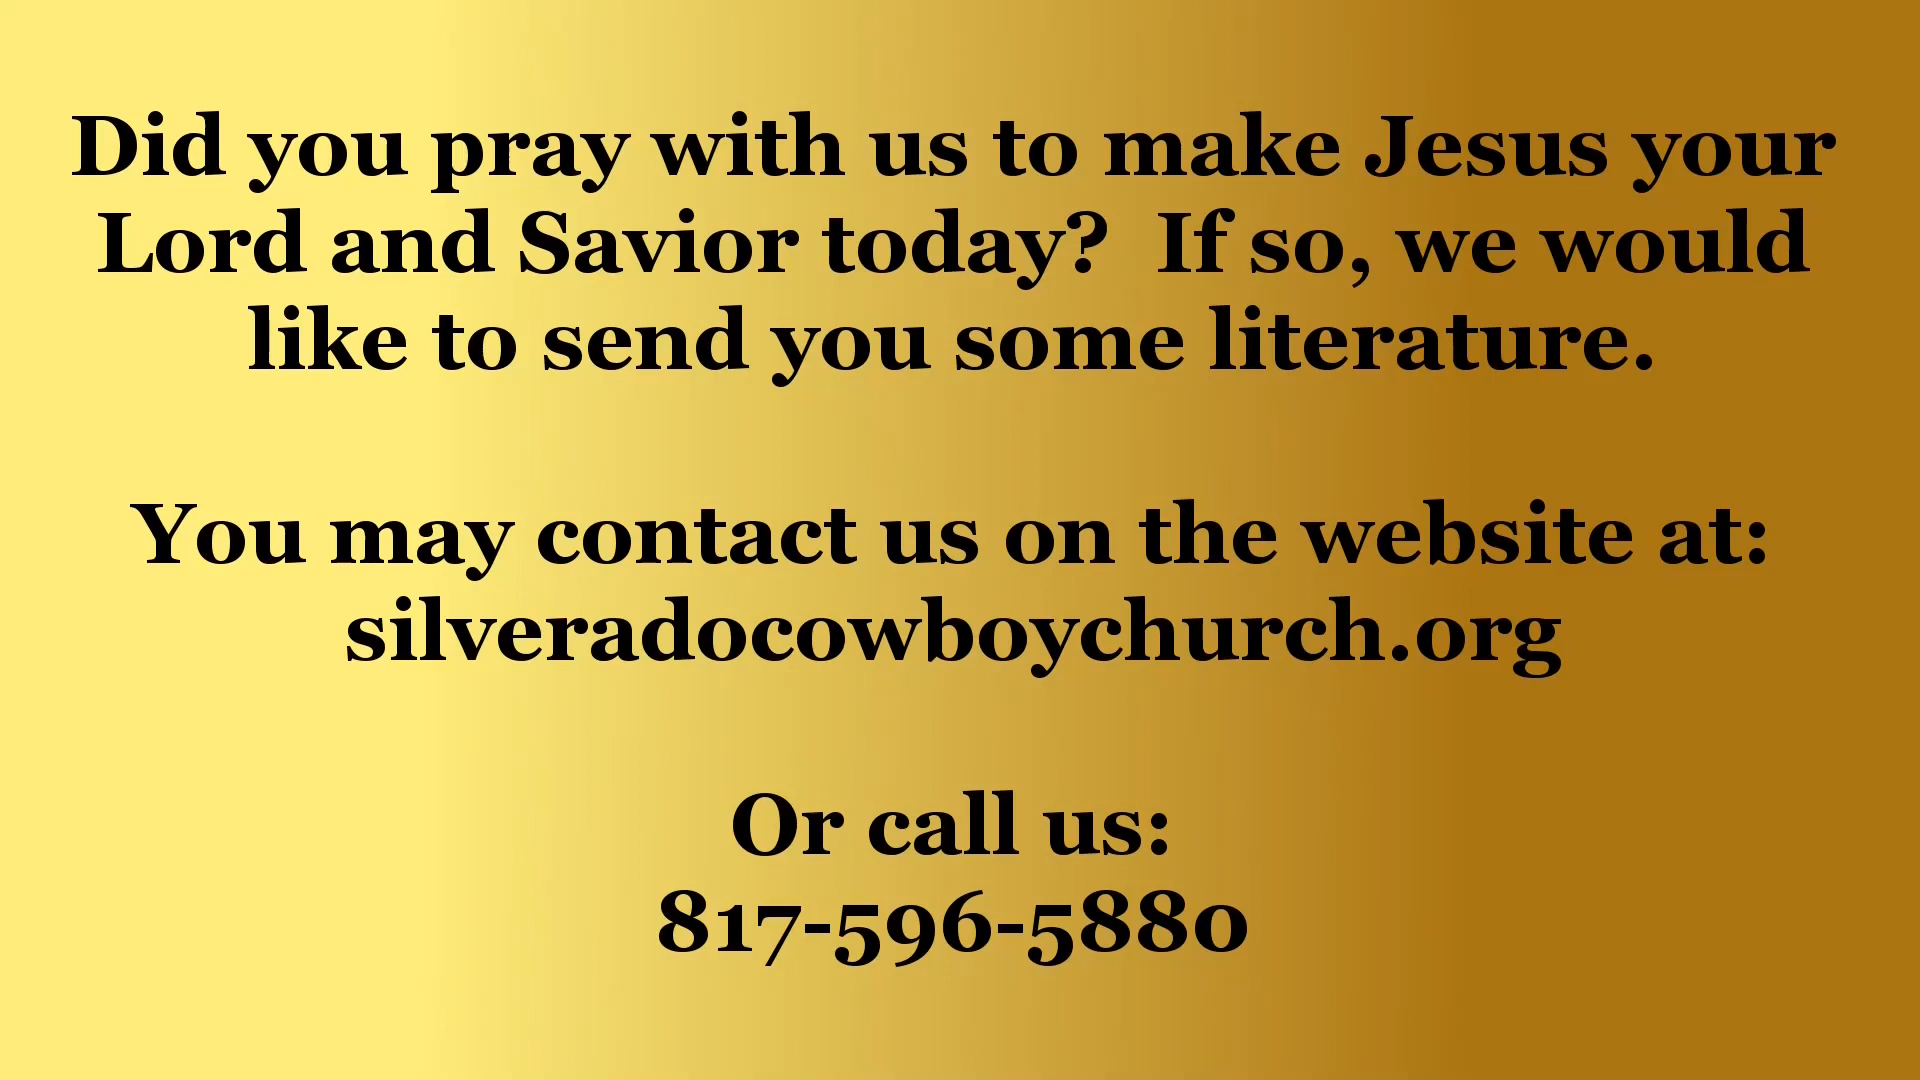 Did you pray with us to make Jesus your
Lord and Savior today?  If so, we would
like to send you some literature.
You may contact us on the website at:
silveradocowboychurch.org
Or call us:
817-596-5880